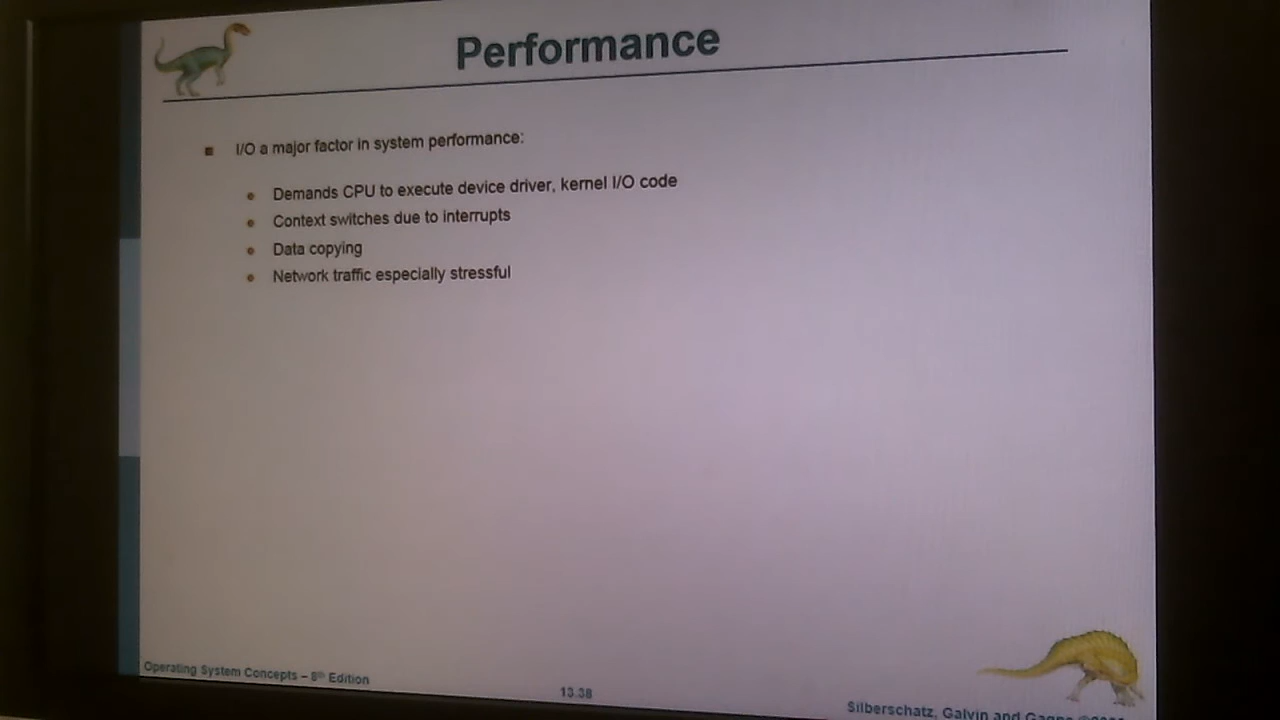 Performance
I/O a major factor in system performance:
Demands CPU to execute device driver, kernel I/O code
Context switches due to interrupts
Data copying
Network traffic especially stressful
Operating System Concepts – 8th Edition
13.38
Silberschatz, Galvin and Gagne